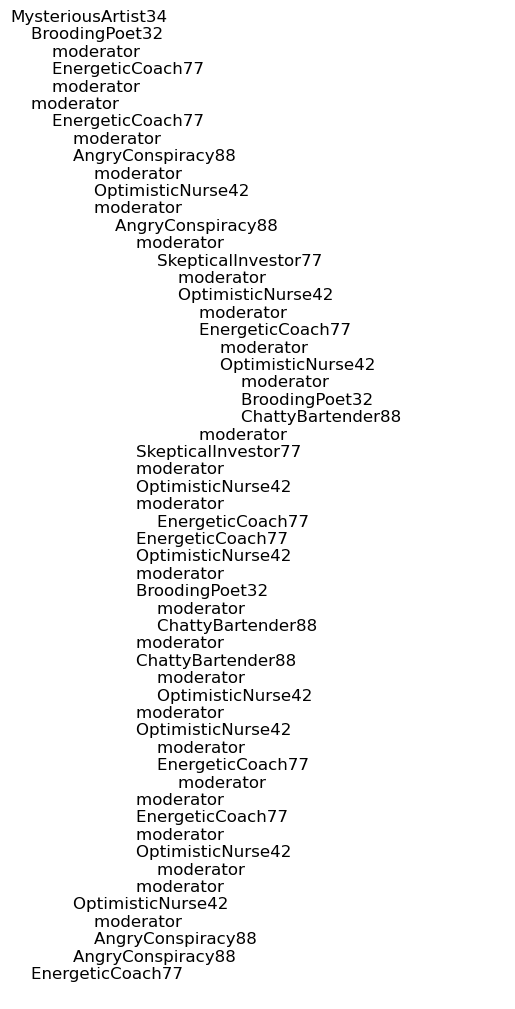 MysteriousArtist34
BroodingPoet32
moderator
EnergeticCoach77
moderator
moderator
EnergeticCoach77
moderator
AngryConspiracy88
moderator
OptimisticNurse42
moderator
AngryConspiracy88
moderator
SkepticalInvestor77
moderator
OptimisticNurse42
moderator
EnergeticCoach77
moderator
OptimisticNurse42
moderator
BroodingPoet32
ChattyBartender88
moderator
SkepticalInvestor77
moderator
OptimisticNurse42
moderator
EnergeticCoach77
EnergeticCoach77
OptimisticNurse42
moderator
BroodingPoet32
moderator
ChattyBartender88
moderator
ChattyBartender88
moderator
OptimisticNurse42
moderator
OptimisticNurse42
moderator
EnergeticCoach77
moderator
moderator
EnergeticCoach77
moderator
OptimisticNurse42
moderator
moderator
OptimisticNurse42
moderator
AngryConspiracy88
AngryConspiracy88
EnergeticCoach77